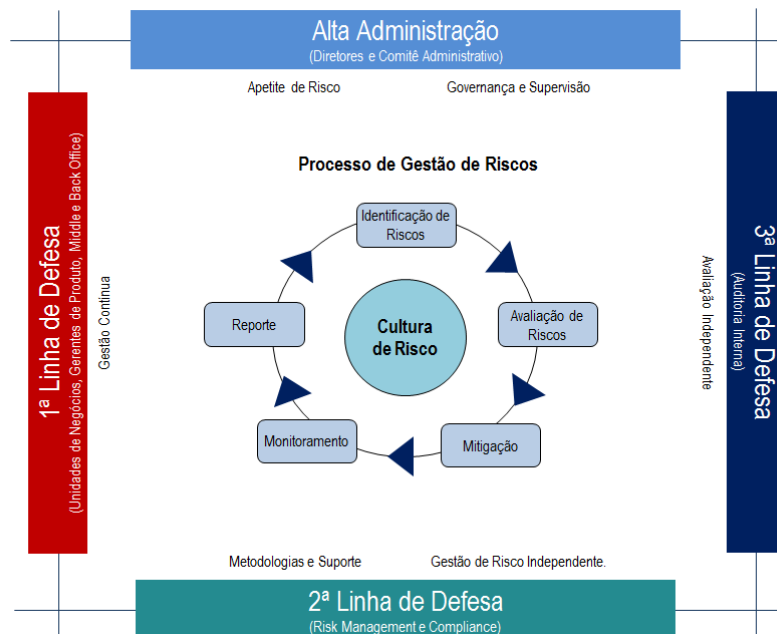 Alta Administração
(Diretores e Comitê Administrativo)
Apetite de Risco
Governança e Supervisão
1ª Linha de Defesa
(Unidades de Negócios, Gerentes de Produto, Middle e Back Office)
Gestão Contínua
Processo de Gestão de Riscos
Identificação de
Riscos
Avaliação de
Riscos
Mitigação
Monitoramento
Reporte
Cultura
de Risco
Avaliação Independente
3ª Linha de Defesa
(Auditoria Interna)
Metodologias e Suporte
Gestão de Risco Independente.
2ª Linha de Defesa
(Risk Management e Compliance)